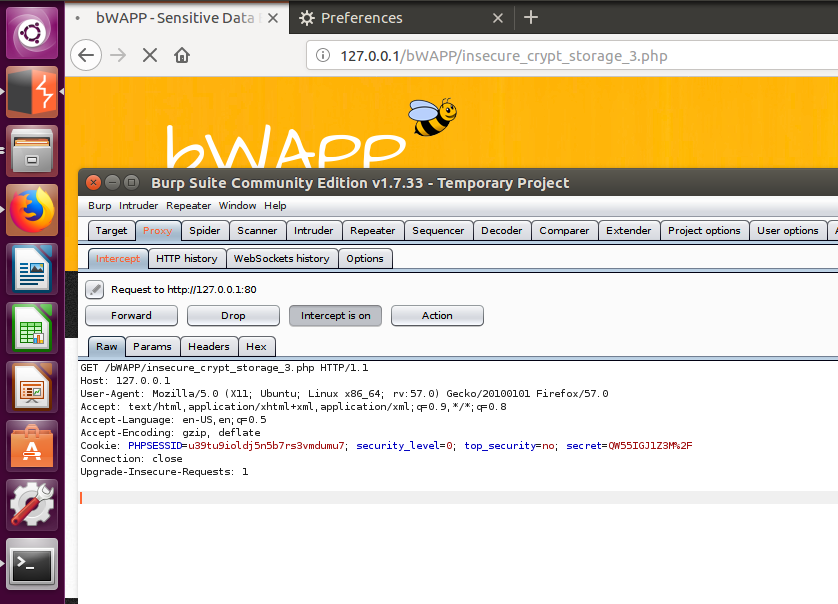 bWAPP - Sensitive Data
Preferences
127.0.0.1/bWAPP/insecure_crypt_storage_3.php
bWAPP
Burp Suite Community Edition v1.7.33 - Temporary Project
Burp Intruder Repeater Window Help
Target Proxy Spider Scanner Intruder Repeater Sequencer Decoder Comparer Extender Project options User options A
Intercept HTTP history WebSockets history Options
Request to http://127.0.0.1:80
Forward Drop Intercept is on Action
Raw Params Headers Hex
GET /bWAPP/insecure_crypt_storage_3.php HTTP/1.1
Host: 127.0.0.1
User-Agent: Mozilla/5.0 (X11; Ubuntu; Linux x86_64; rv:57.0) Gecko/20100101 Firefox/57.0
Accept: text/html,application/xhtml+xml,application/xml;q=0.9,*/*;q=0.8
Accept-Language: en-US,en;q=0.5
Accept-Encoding: gzip, deflate
Cookie: PHPSESSID=u39tu9ioldj5n5b7rs3vmdumu7; security_level=0; top_security=no; secret=QW55IGJ1Z3M%2F
Connection: close
Upgrade-Insecure-Requests: 1